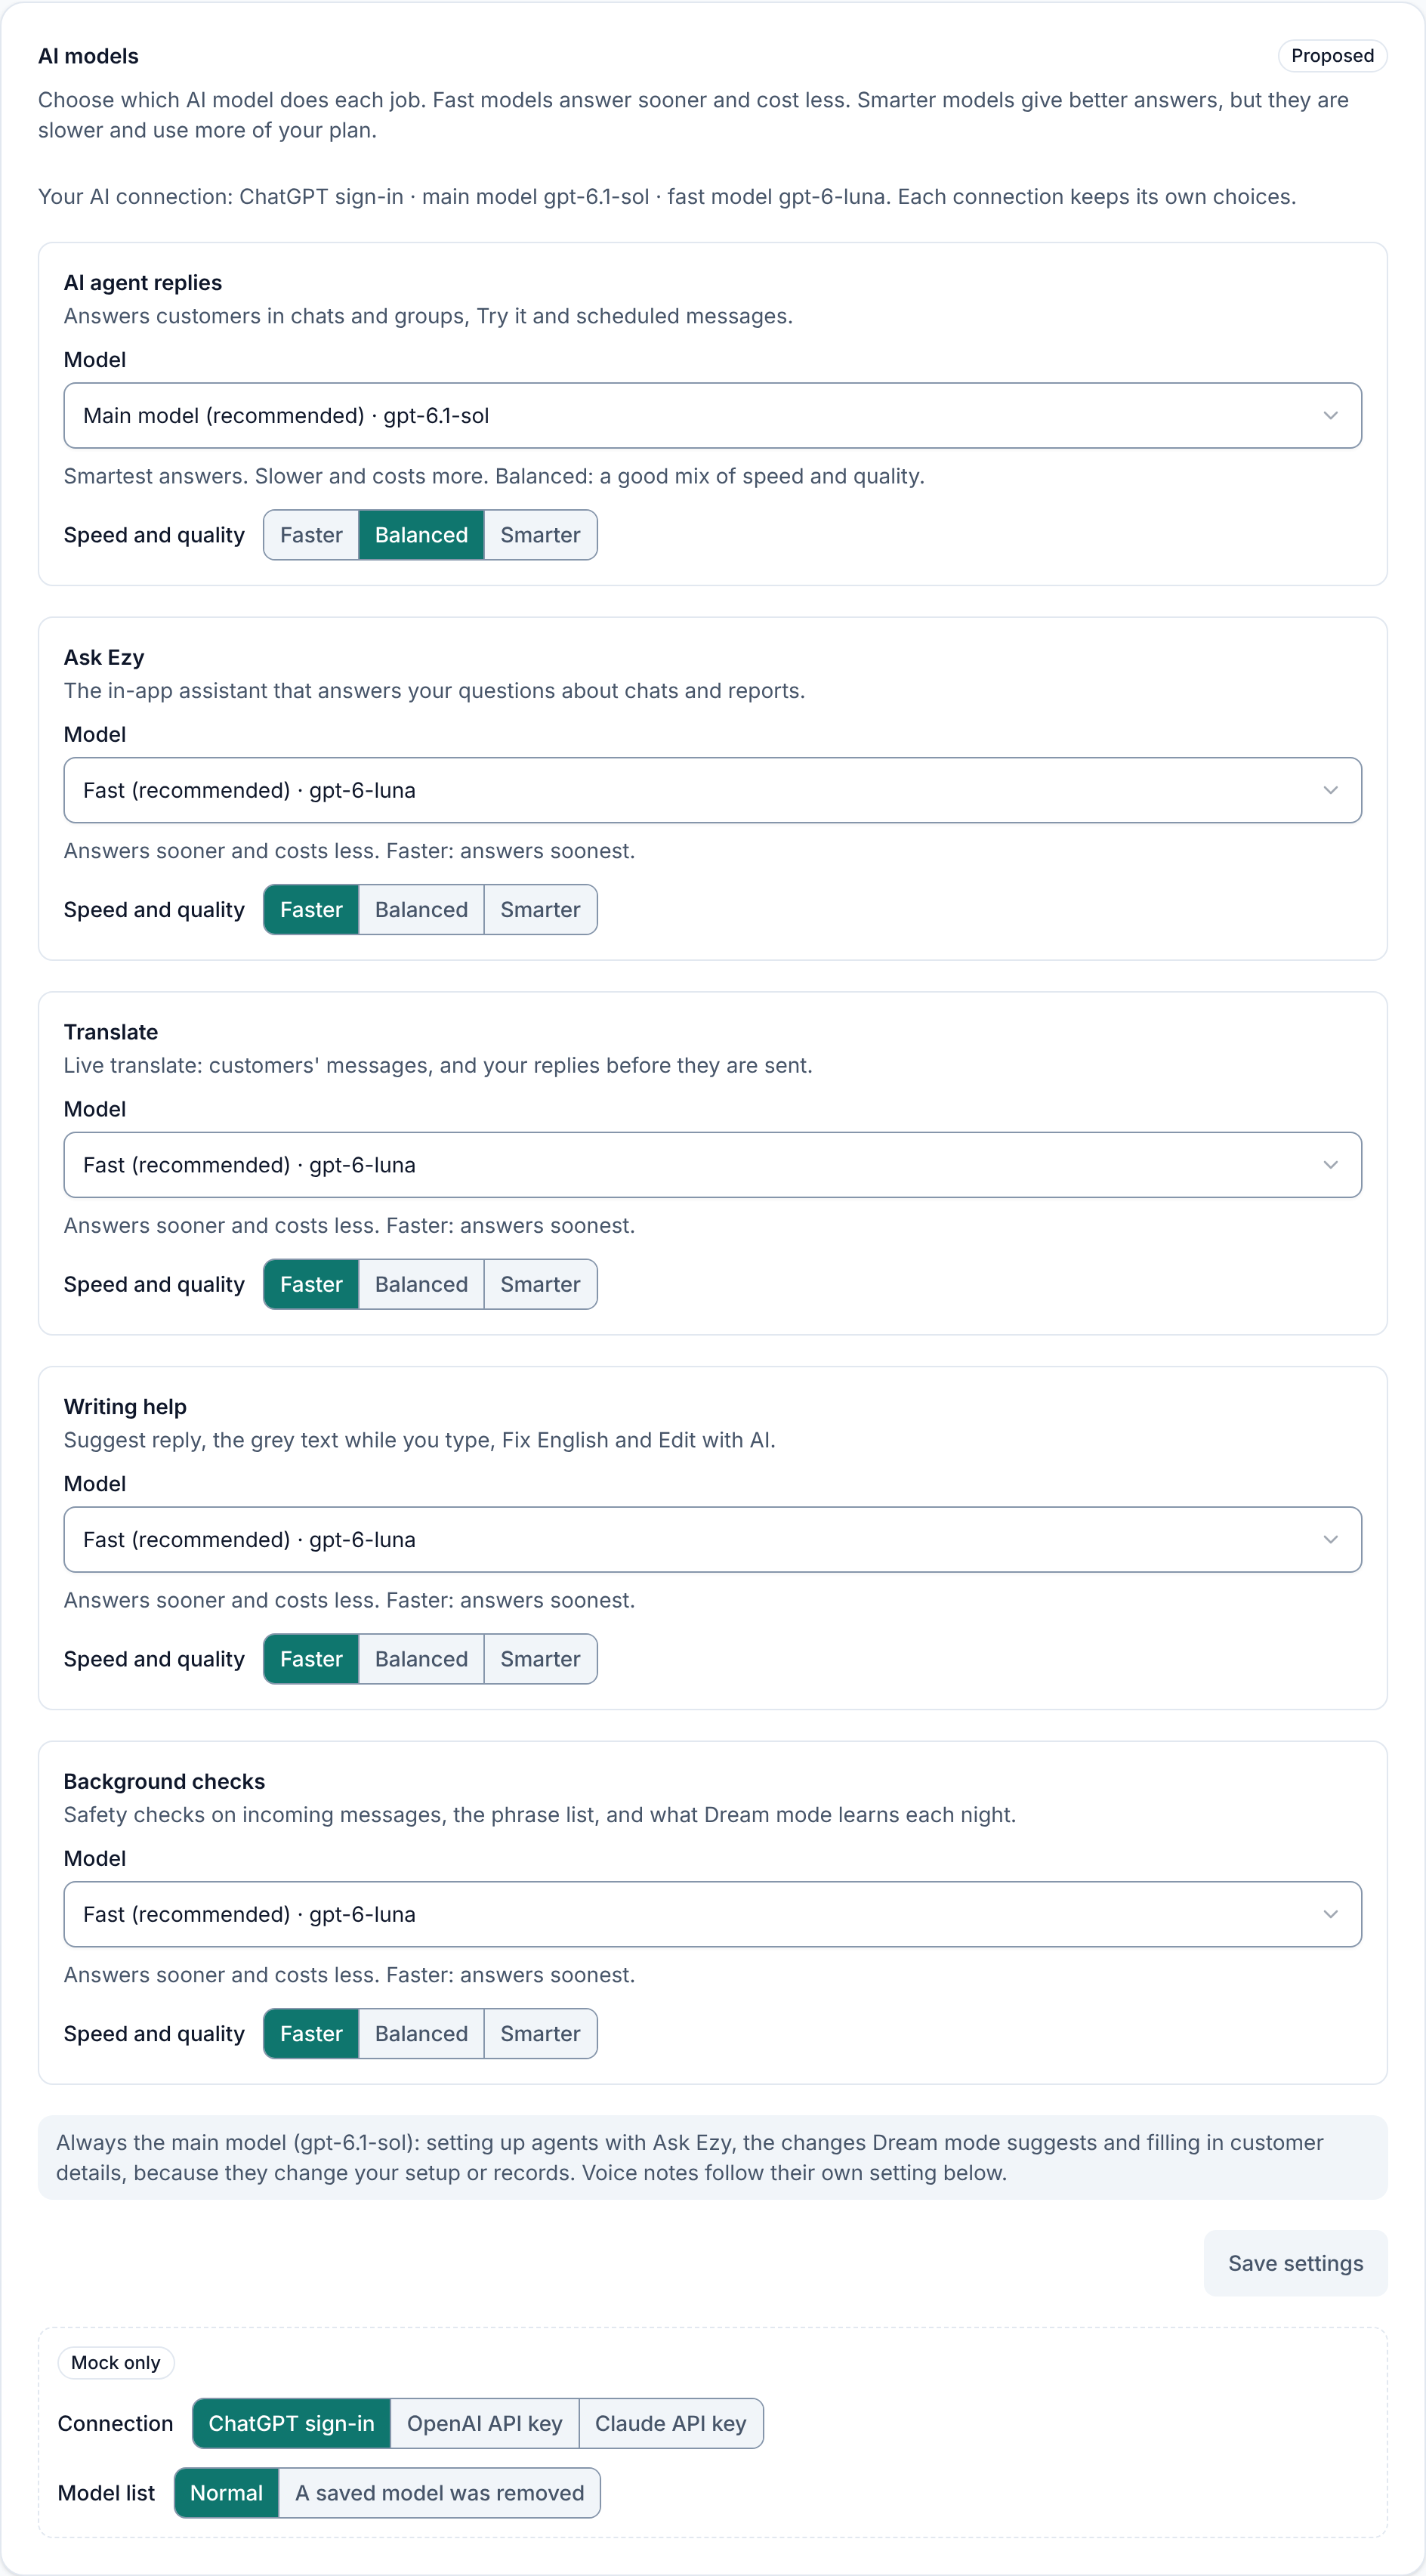 AI models
Proposed
Choose which AI model does each job. Fast models answer sooner and cost less. Smarter models give better answers, but they are
slower and use more of your plan.
Your AI connection: ChatGPT sign-in · main model gpt-6.1-sol · fast model gpt-6-luna. Each connection keeps its own choices.
AI agent replies
Answers customers in chats and groups, Try it and scheduled messages.
Model
Main model (recommended) · gpt-6.1-sol
Smartest answers. Slower and costs more. Balanced: a good mix of speed and quality.
Speed and quality Faster Balanced Smarter
Ask Ezy
The in-app assistant that answers your questions about chats and reports.
Model
Fast (recommended) · gpt-6-luna
Answers sooner and costs less. Faster: answers soonest.
Speed and quality Faster Balanced Smarter
Translate
Live translate: customers' messages, and your replies before they are sent.
Model
Fast (recommended) · gpt-6-luna
Answers sooner and costs less. Faster: answers soonest.
Speed and quality Faster Balanced Smarter
Writing help
Suggest reply, the grey text while you type, Fix English and Edit with AI.
Model
Fast (recommended) · gpt-6-luna
Answers sooner and costs less. Faster: answers soonest.
Speed and quality Faster Balanced Smarter
Background checks
Safety checks on incoming messages, the phrase list, and what Dream mode learns each night.
Model
Fast (recommended) · gpt-6-luna
Answers sooner and costs less. Faster: answers soonest.
Speed and quality Faster Balanced Smarter
Always the main model (gpt-6.1-sol): setting up agents with Ask Ezy, the changes Dream mode suggests and filling in customer
details, because they change your setup or records. Voice notes follow their own setting below.
Save settings
Mock only
Connection ChatGPT sign-in OpenAI API key Claude API key
Model list Normal A saved model was removed